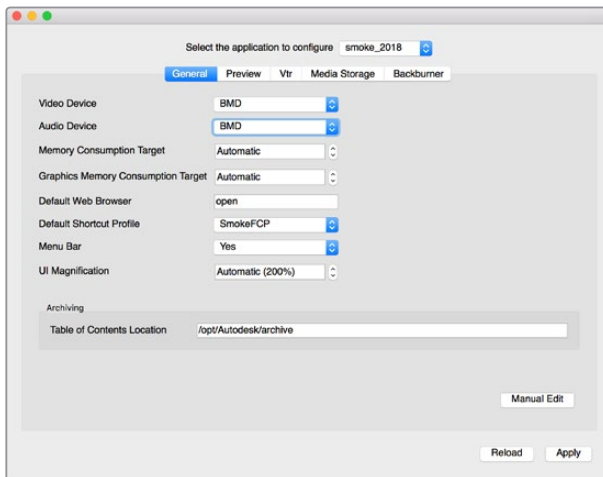 Select the application to configure smoke_2018
General Preview Vtr Media Storage Backburner
Video Device BMD
Audio Device BMD
Memory Consumption Target Automatic
Graphics Memory Consumption Target Automatic
Default Web Browser open
Default Shortcut Profile SmokeFCP
Menu Bar Yes
UI Magnification Automatic (200%)
Archiving
Table of Contents Location /opt/Autodesk/archive
Manual Edit
Reload Apply